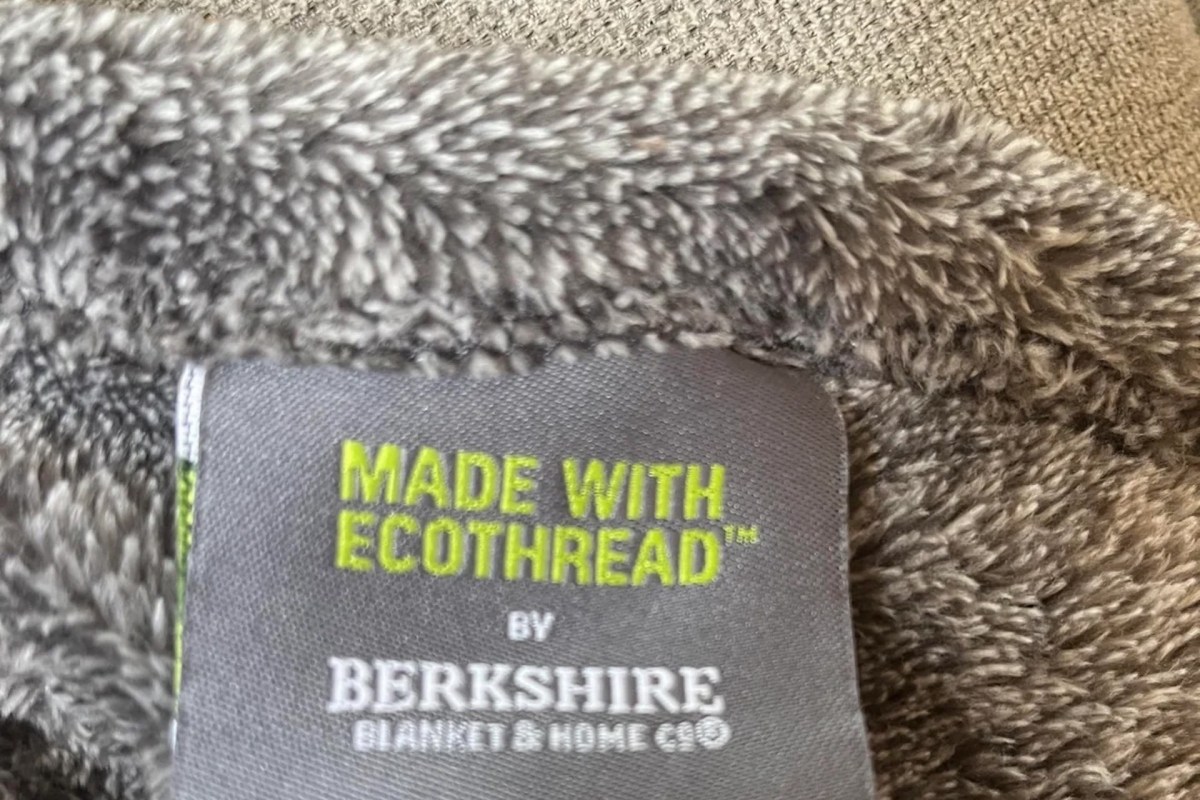 MADE WITH
ECOTHREAD™
BY
BERKSHIRE
BLANKET & HOME CO®